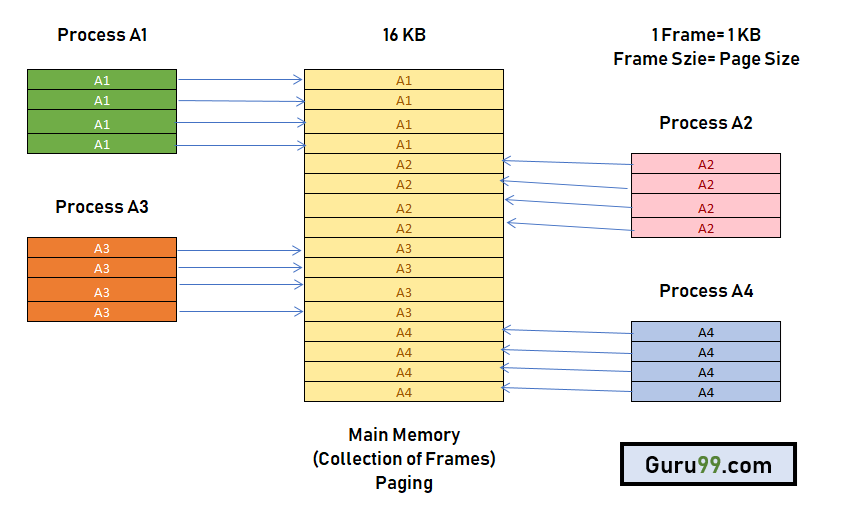 Process A1
16 KB
1 Frame= 1 KB
Frame Szie= Page Size
A1
A1
A1
A1
A1
A1
A1
A1
A2
A2
A2
A2
A3
A3
A3
A3
A4
A4
A4
A4
Process A2
A2
A2
A2
A2
Process A3
A3
A3
A3
A3
Process A4
A4
A4
A4
A4
Main Memory
(Collection of Frames)
Paging
Guru99.com